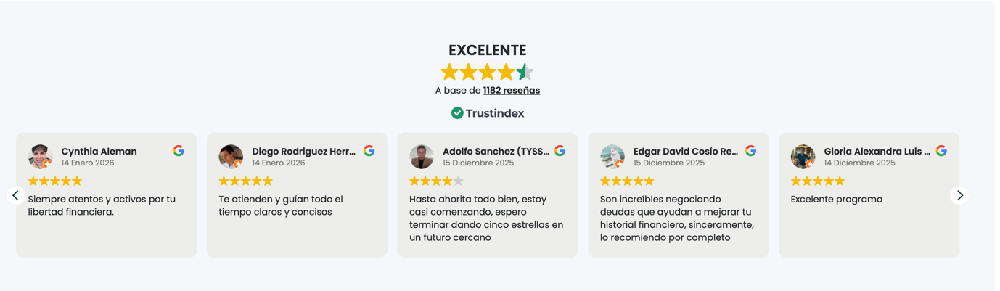 EXCELENTE
A base de 1182 reseñas
Trustindex
Cynthia Aleman
14 Enero 2026
Siempre atentos y activos por tu
libertad financiera.
Diego Rodriguez Herr...
14 Enero 2026
Te atienden y guían todo el
tiempo claros y concisos
Adolfo Sanchez (TYSS...
15 Diciembre 2025
Hasta ahorita todo bien, estoy
casi comenzando, espero
terminar dando cinco estrellas en
un futuro cercano
Edgar David Cosío Re...
15 Diciembre 2025
Son increíbles negociando
deudas que ayudan a mejorar tu
historial financiero, sinceramente,
lo recomiendo por completo
Gloria Alexandra Luis ...
14 Diciembre 2025
Excelente programa